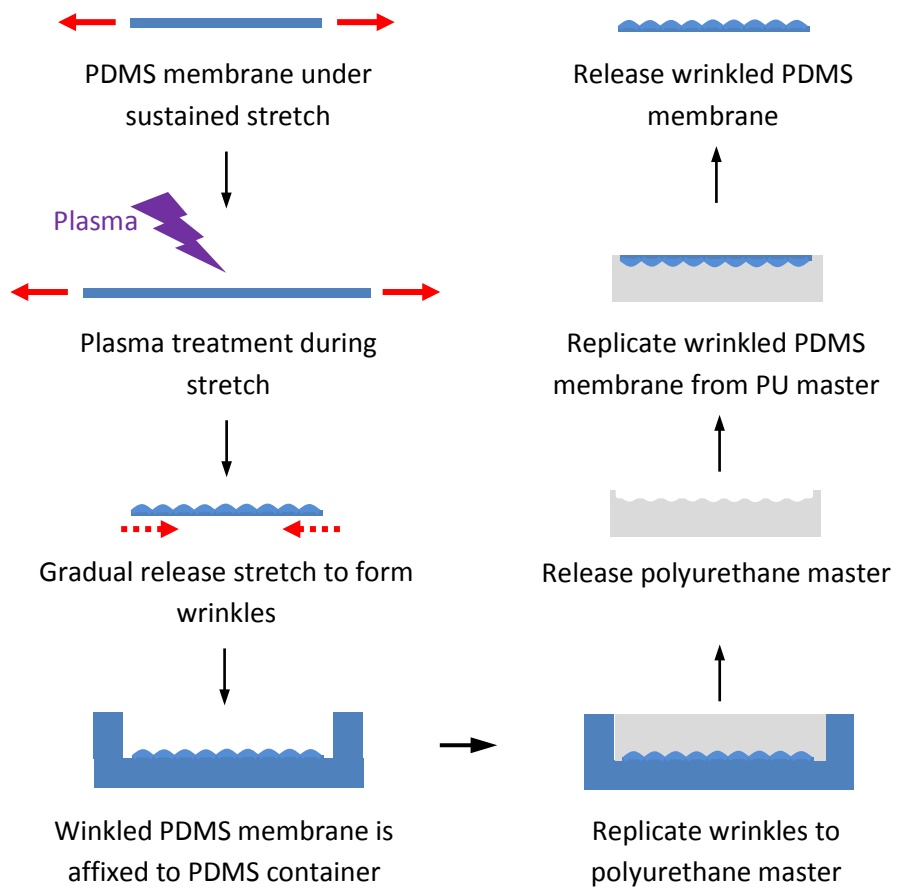 PDMS membrane under
sustained stretch
Plasma
Plasma treatment during
stretch
Gradual release stretch to form
wrinkles
Winkled PDMS membrane is
affixed to PDMS container
Replicate wrinkles to
polyurethane master
Release polyurethane master
Replicate wrinkled PDMS
membrane from PU master
Release wrinkled PDMS
membrane